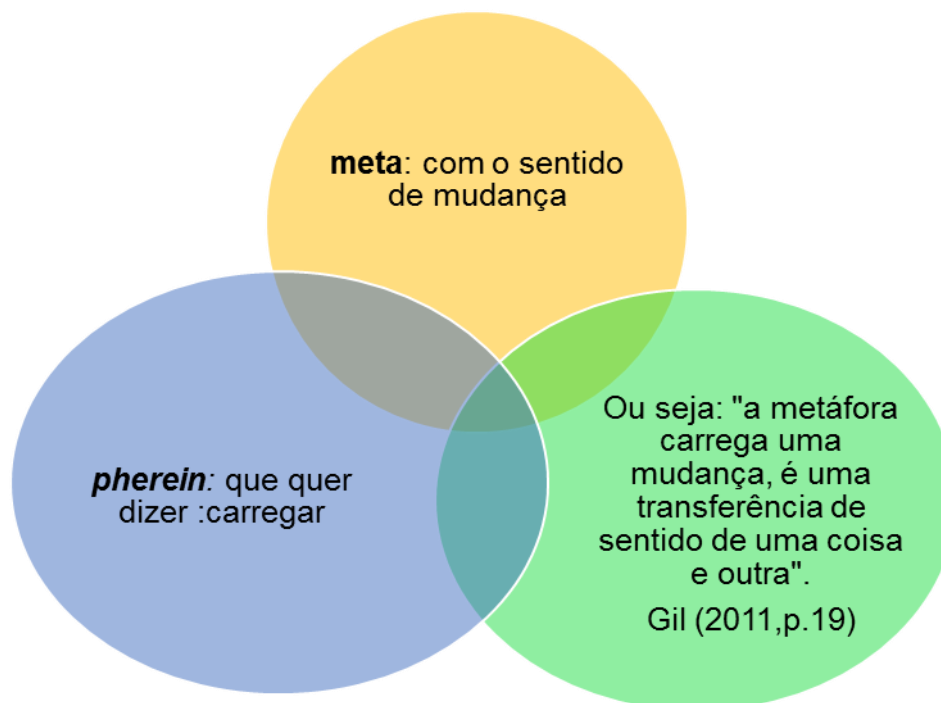 meta: com o sentido
de mudança
pherein: que quer
dizer :carregar
Ou seja: "a metáfora
carrega uma
mudança, é uma
transferência de
sentido de uma coisa
e outra".
Gil (2011,p.19)